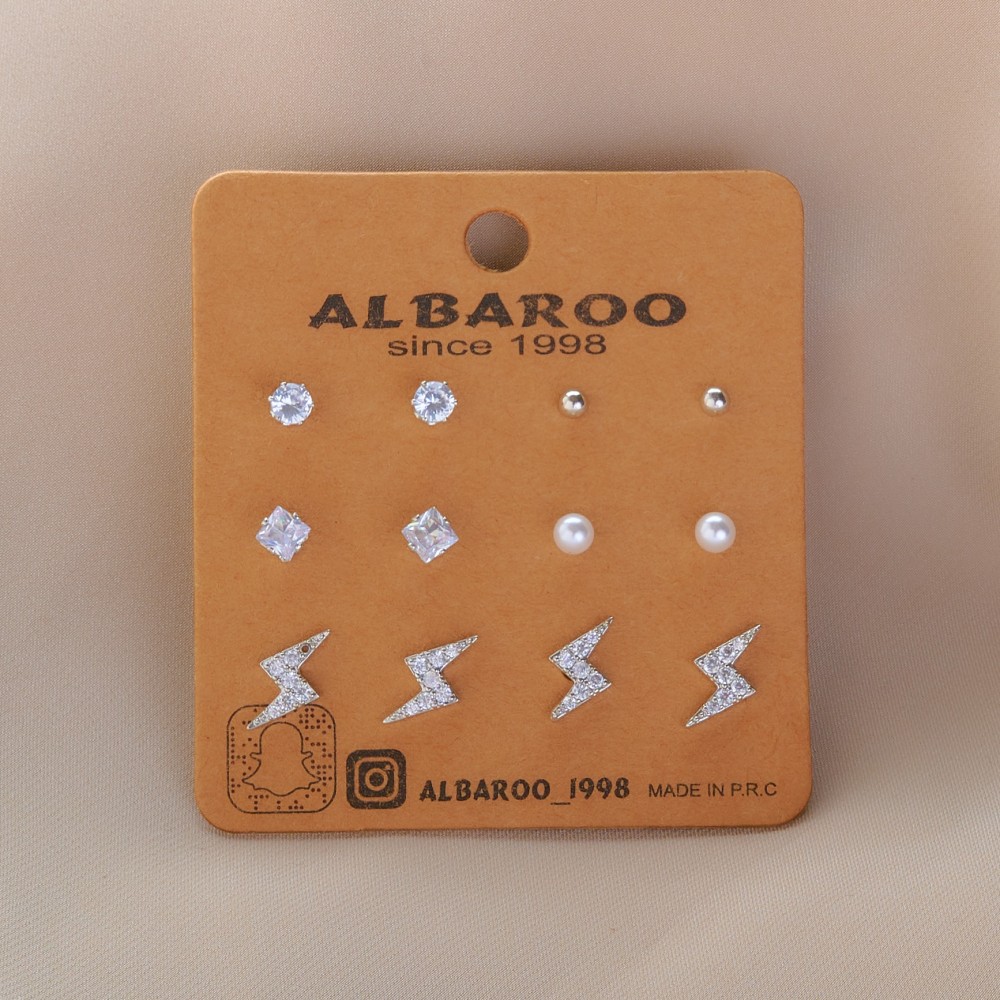 ALBAROO
since 1998
ALBAROO_1998 MADE IN P.R.C